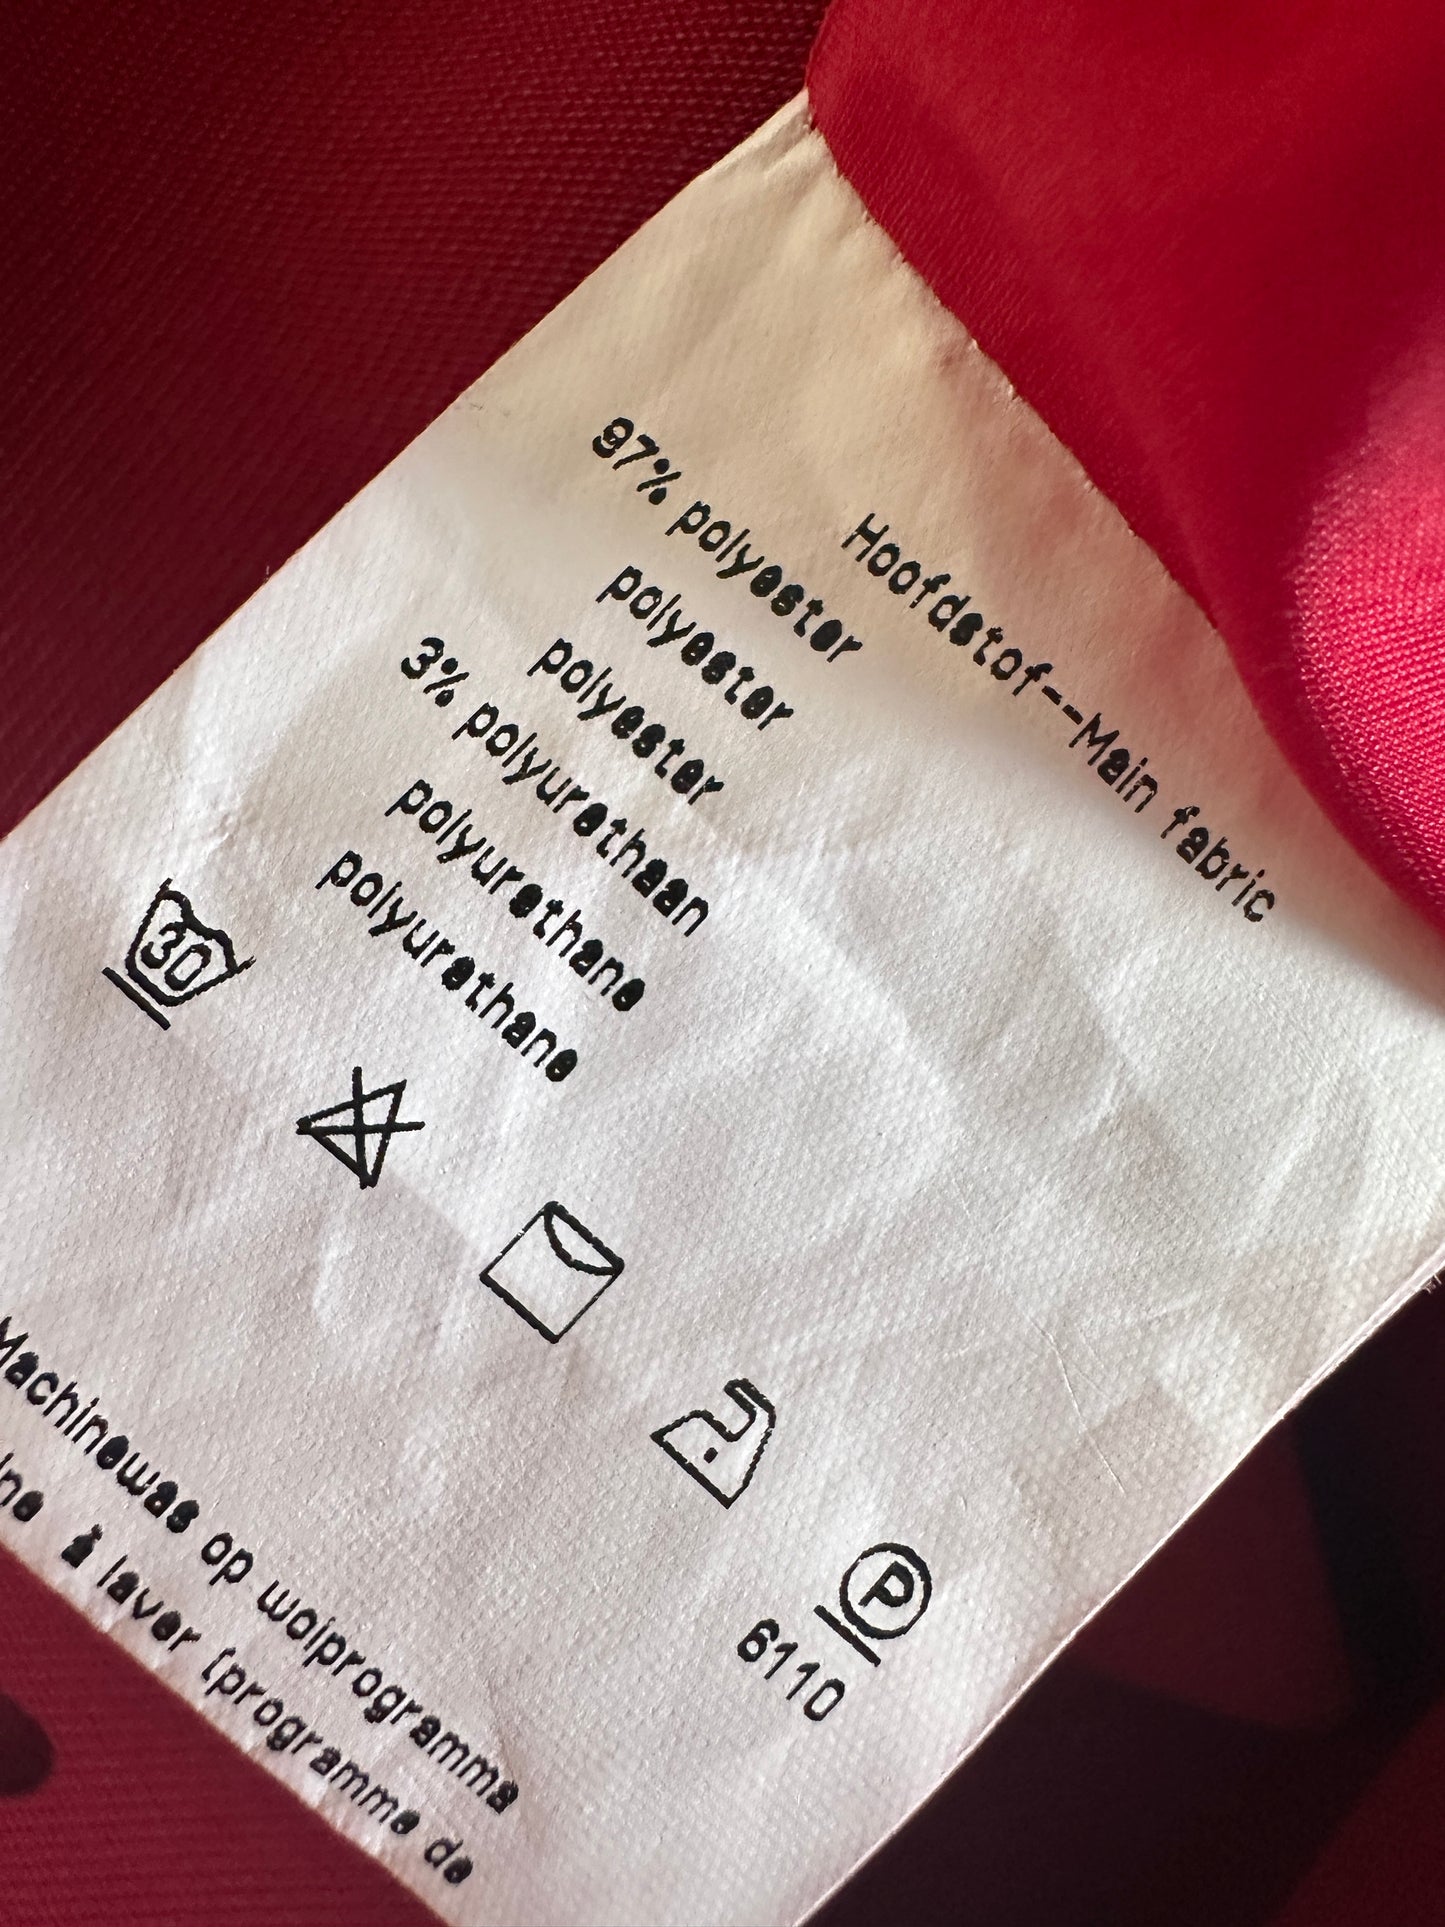 Hoofdstof--Main fabric
97% polyester
polyester
polyester
3% polyurethaan
polyurethane
polyurethane
30
P
6110
Machinewas op wolprogramma
à laver (programme de